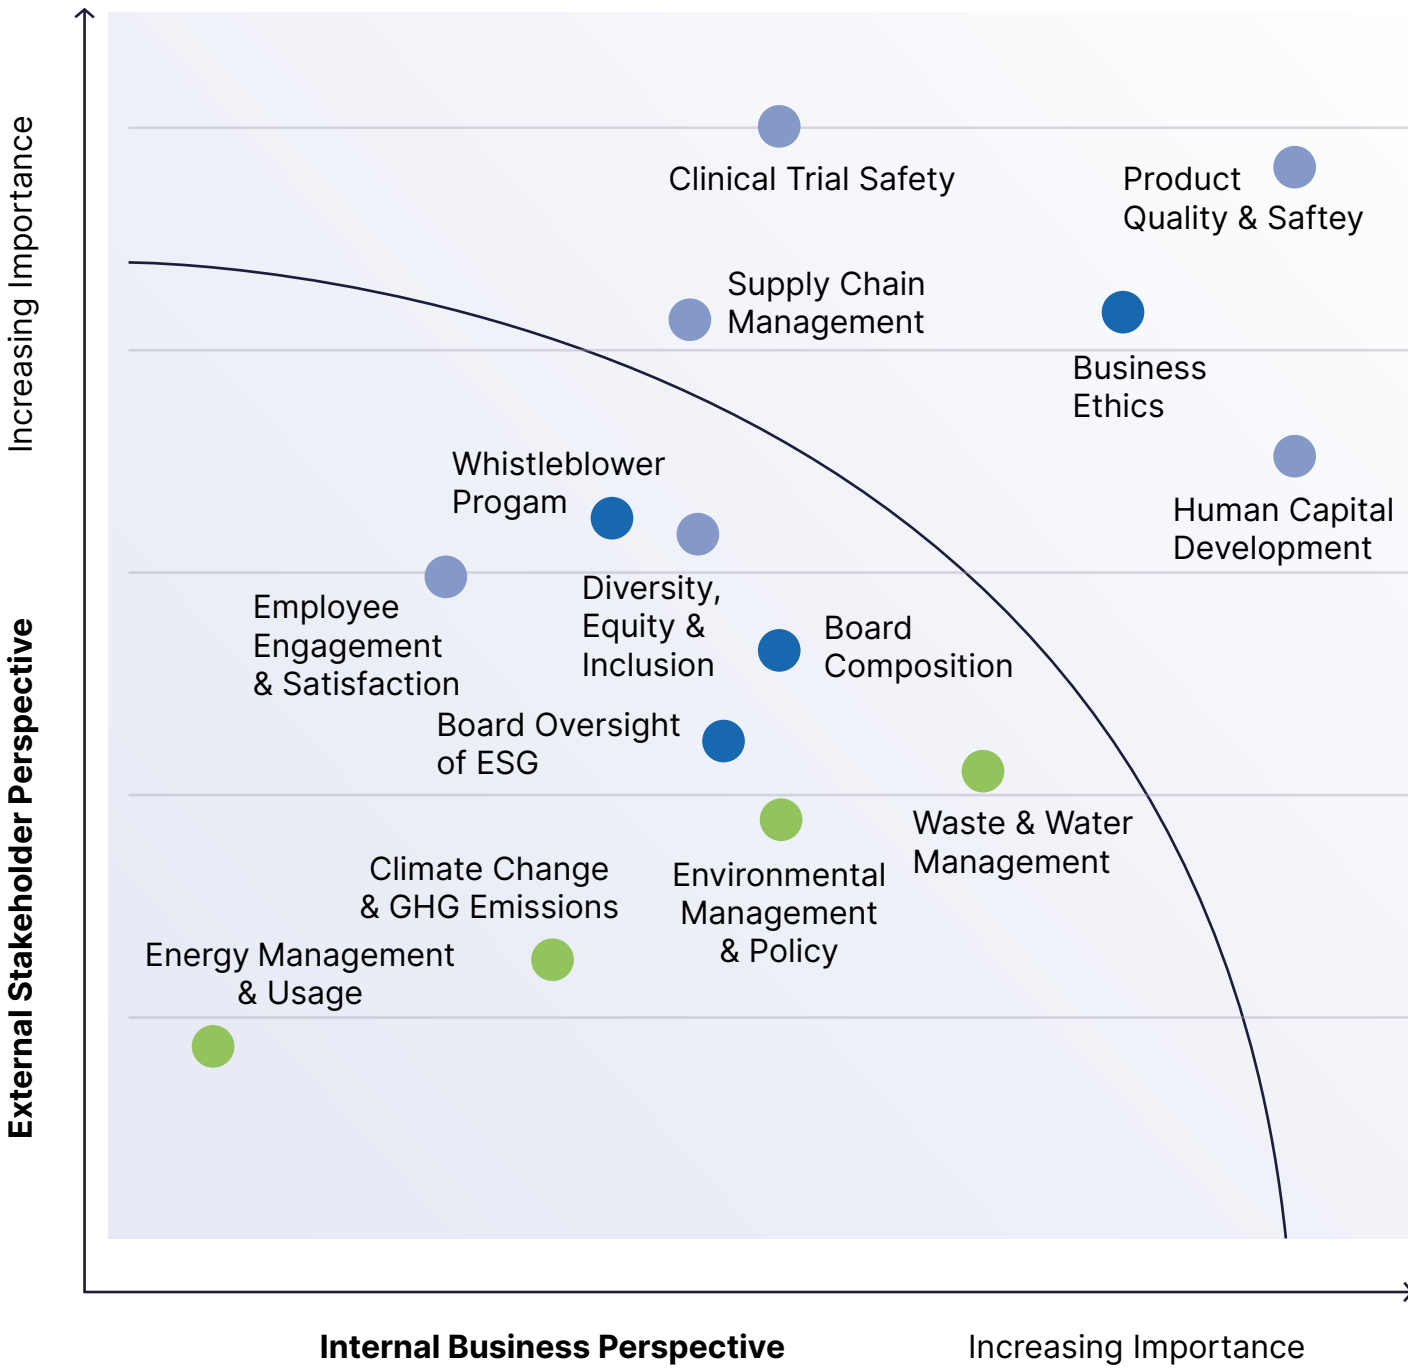 Increasing Importance
External Stakeholder Perspective
Clinical Trial Safety
Product
Quality & Saftey
Supply Chain
Management
Business
Ethics
Whistleblower
Progam
Human Capital
Development
Employee
Engagement
& Satisfaction
Diversity,
Equity &
Inclusion
Board
Composition
Board Oversight
of ESG
Waste & Water
Management
Climate Change
& GHG Emissions
Environmental
Management
& Policy
Energy Management
& Usage
Internal Business Perspective
Increasing Importance